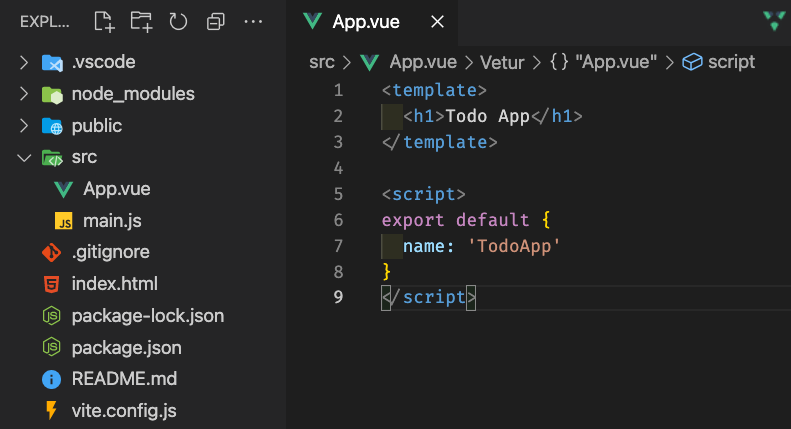 EXPL... App.vue
src > App.vue > Vetur > {} "App.vue" > script
.vscode
node_modules
public
src
App.vue
JS main.js
.gitignore
index.html
package-lock.json
package.json
README.md
vite.config.js
1 <template>
2   <h1>Todo App</h1>
3 </template>
4
5 <script>
6 export default {
7   name: 'TodoApp'
8 }
9 </script>